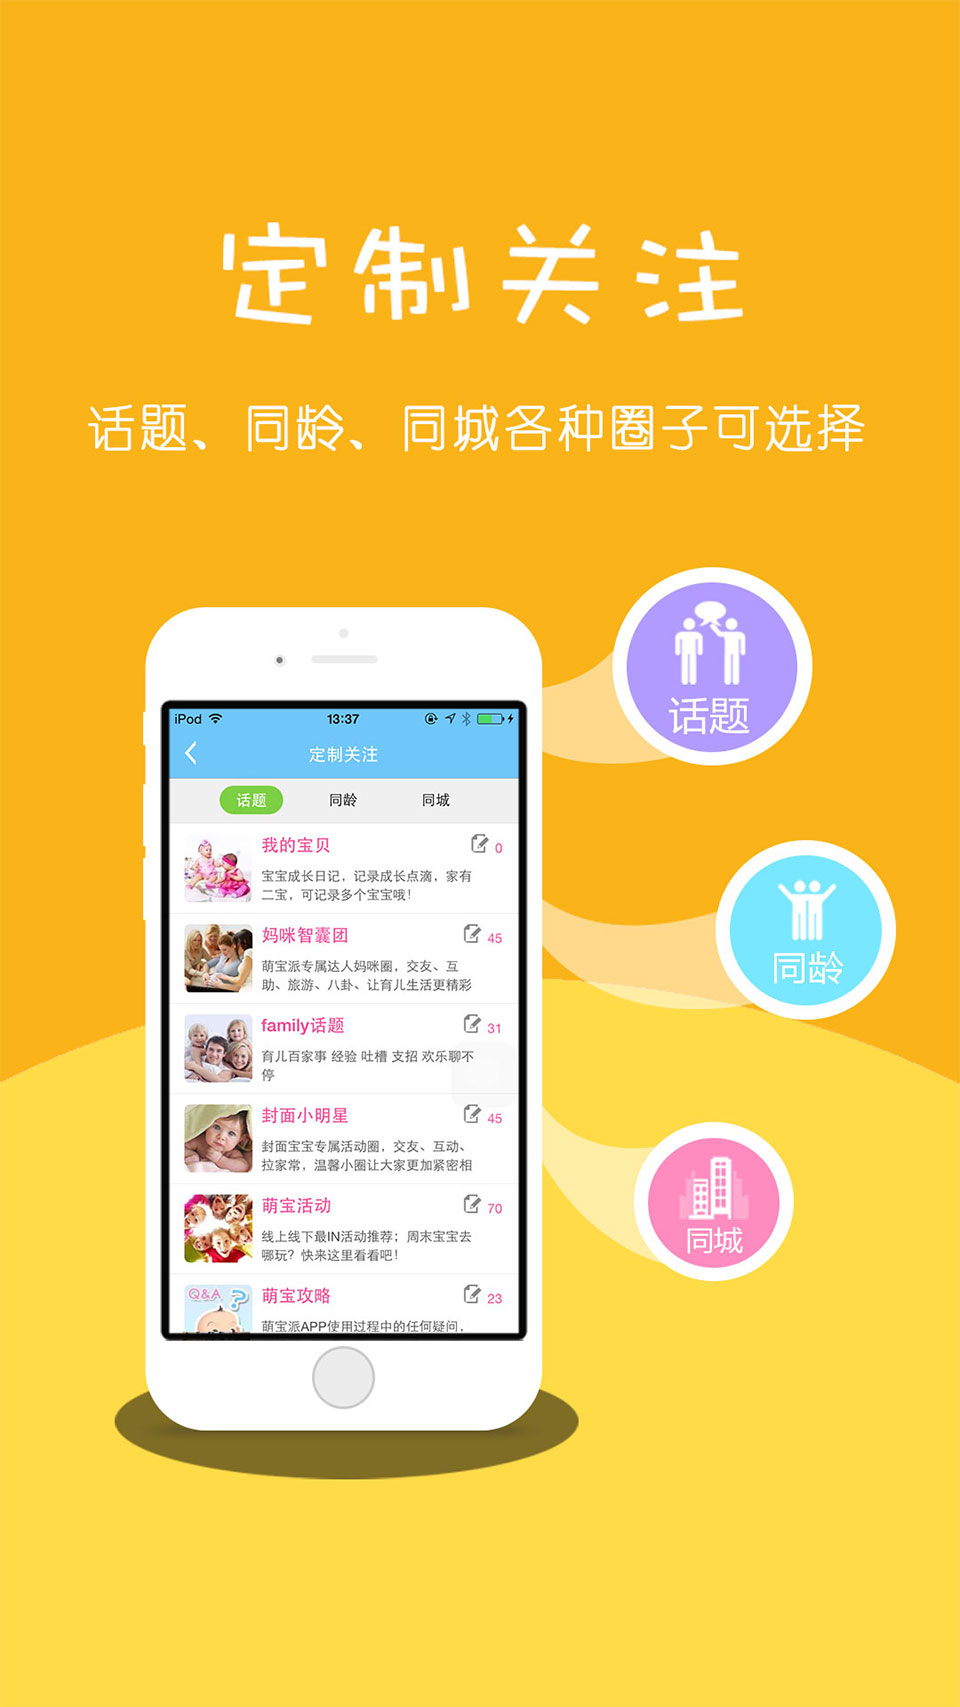 定制关注
话题、同龄、同城各种圈子可选择
话题
iPod 13:37
定制关注
话题 同龄 同城
我的宝贝 0
宝宝成长日记，记录成长点滴，家有
二宝，可记录多个宝宝哦！
妈咪智囊团 45
萌宝派专属达人妈咪圈，交友、互
助、旅游、八卦、让育儿生活更精彩
同龄
family话题 31
育儿百家事 经验 吐槽 支招 欢乐聊不
停
封面小明星 45
封面宝宝专属活动圈，交友、互动、
拉家常，温馨小圈让大家更加紧密相
萌宝活动 70
线上线下最IN活动推荐；周末宝宝去
哪玩？快来这里看看吧！
同城
Q&A ?
萌宝攻略 23
萌宝派APP使用过程中的任何疑问，